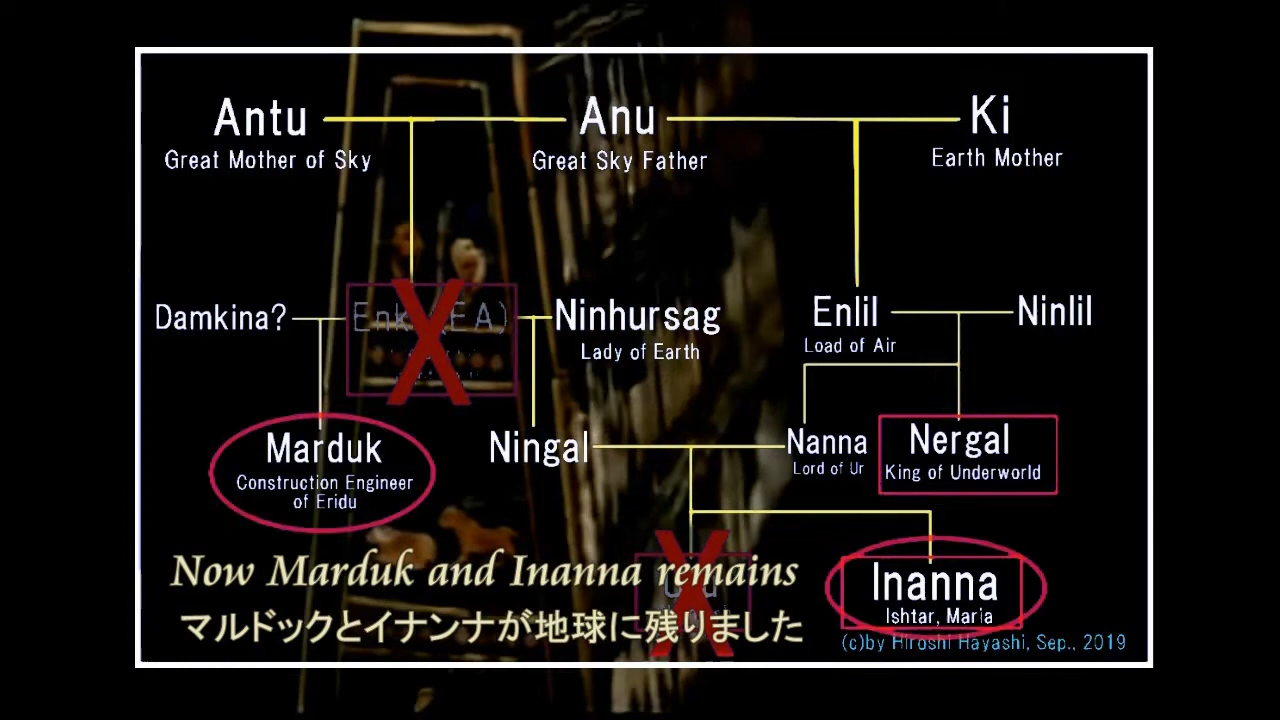 Antu
Anu
Ki
Great Mother of Sky
Great Sky Father
Earth Mother
Damkina?
Enki (EA)
Ninhursag
Lady of Earth
Enlil
Load of Air
Ninlil
Marduk
Construction Engineer
of Eridu
Ningal
Nanna
Lord of Ur
Nergal
King of Underworld
Now Marduk and Inanna remains
マルドックとイナンナが地球に残りました
Inanna
Ishtar, Maria
(c)by Hiroshi Hayashi, Sep., 2019